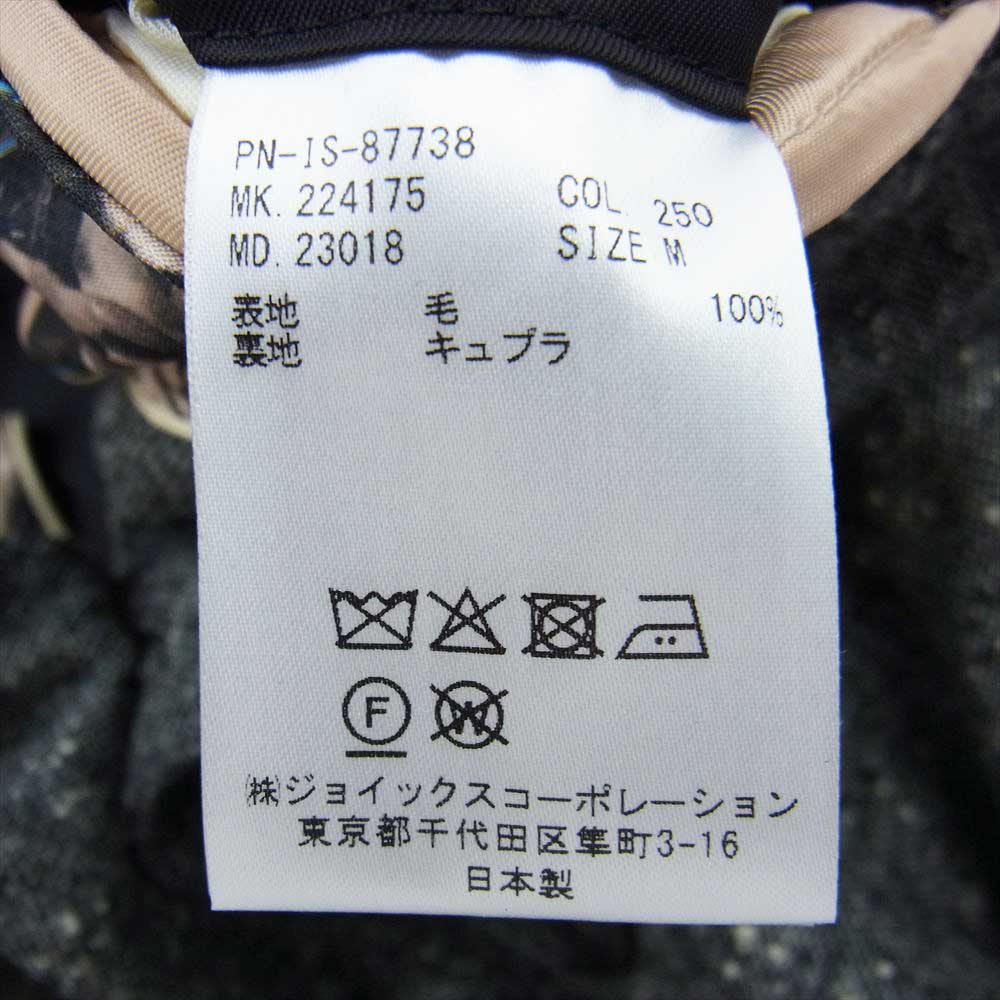 PN-IS-87738
MK. 224175 COL. 250
MD. 23018 SIZE M
表地 毛 100%
裏地 キュプラ
F W
㈱ジョイックスコーポレーション
東京都千代田区隼町3-16
日本製